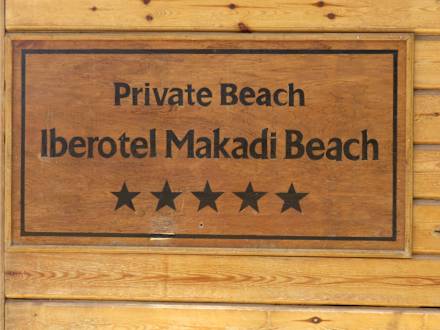 Private Beach
Iberotel Makadi Beach
★★★★★